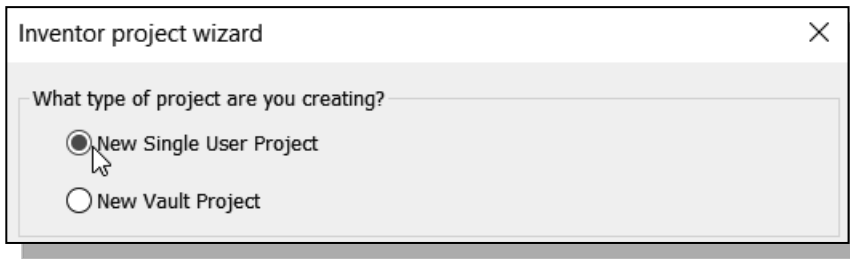 Inventor project wizard
What type of project are you creating?
New Single User Project
New Vault Project